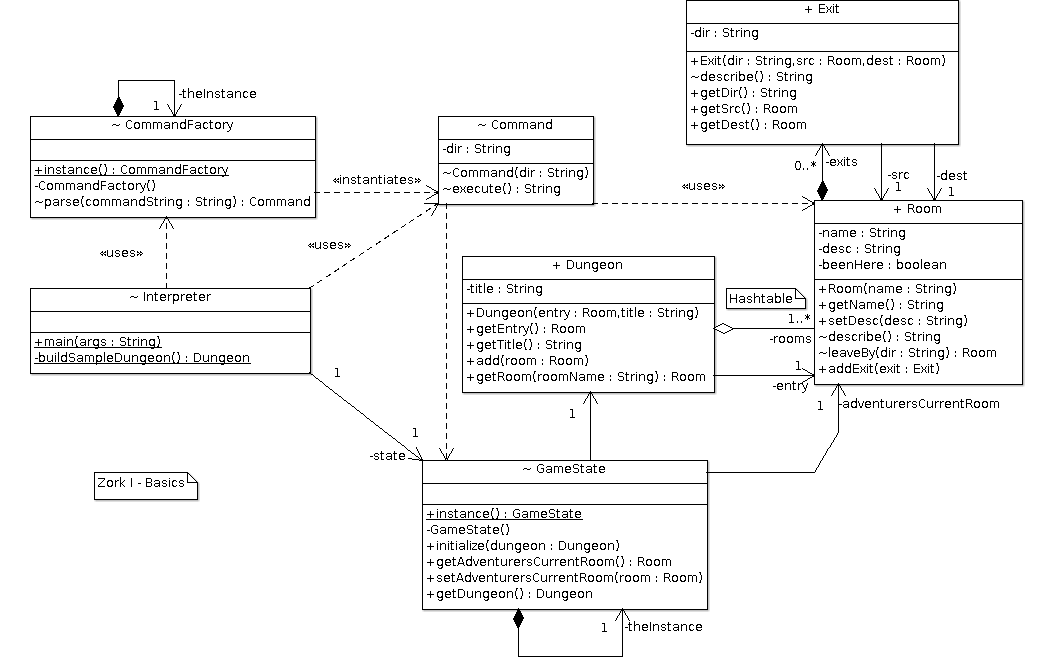 + Exit
-dir : String
+Exit(dir : String,src : Room,dest : Room)
~describe() : String
+getDir() : String
+getSrc() : Room
+getDest() : Room
-theInstance
1
~ CommandFactory
+instance() : CommandFactory
-CommandFactory()
~parse(commandString : String) : Command
~ Command
-dir : String
~Command(dir : String)
~execute() : String
«instantiates»
«uses»
«uses»
«uses»
0..*
-exits
-src
1
-dest
1
+ Room
-name : String
-desc : String
-beenHere : boolean
+Room(name : String)
+getName() : String
+setDesc(desc : String)
~describe() : String
~leaveBy(dir : String) : Room
+addExit(exit : Exit)
~ Interpreter
+main(args : String)
-buildSampleDungeon() : Dungeon
+ Dungeon
-title : String
+Dungeon(entry : Room,title : String)
+getEntry() : Room
+getTitle() : String
+add(room : Room)
+getRoom(roomName : String) : Room
Hashtable
1..*
-rooms
1
-entry
1
-adventurersCurrentRoom
1
1
1
-state
Zork I - Basics
~ GameState
+instance() : GameState
-GameState()
+initialize(dungeon : Dungeon)
+getAdventurersCurrentRoom() : Room
+setAdventurersCurrentRoom(room : Room)
+getDungeon() : Dungeon
1
-theInstance